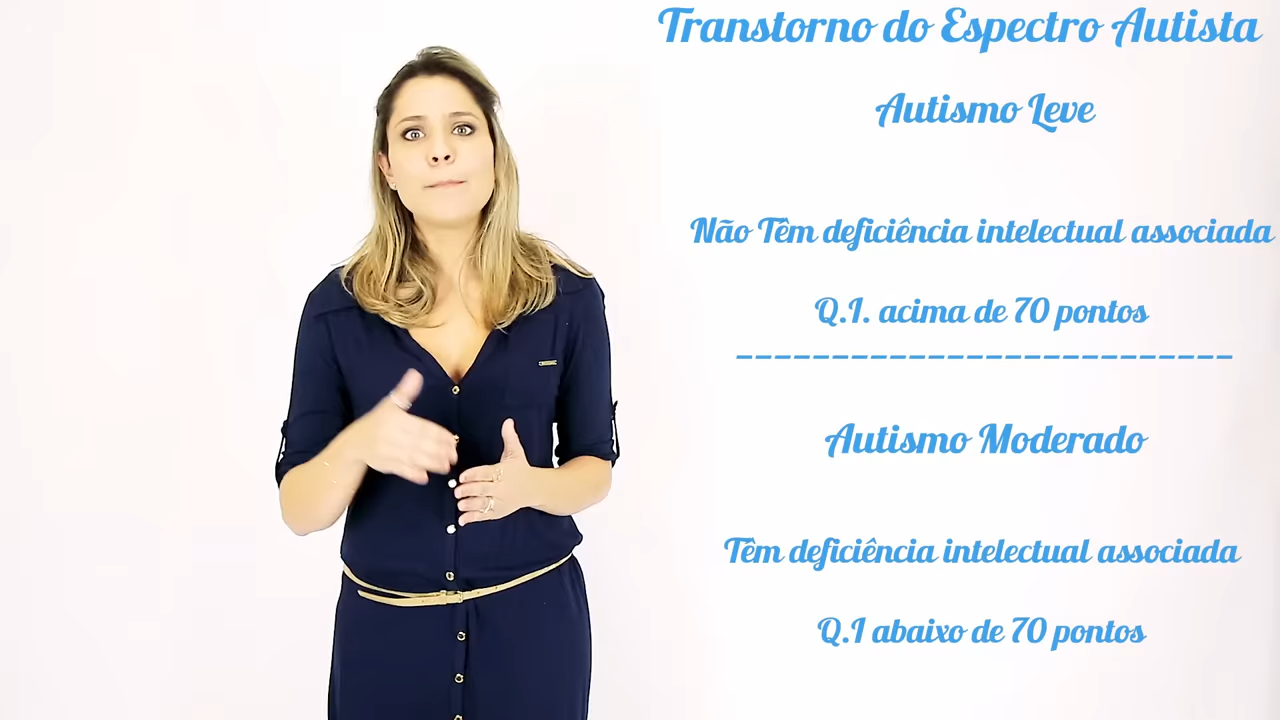 Transtorno do Espectro Autista
Autismo Leve
Não Têm deficiência intelectual associada
Q.I. acima de 70 pontos
--------------------------
Autismo Moderado
Têm deficiência intelectual associada
Q.I abaixo de 70 pontos